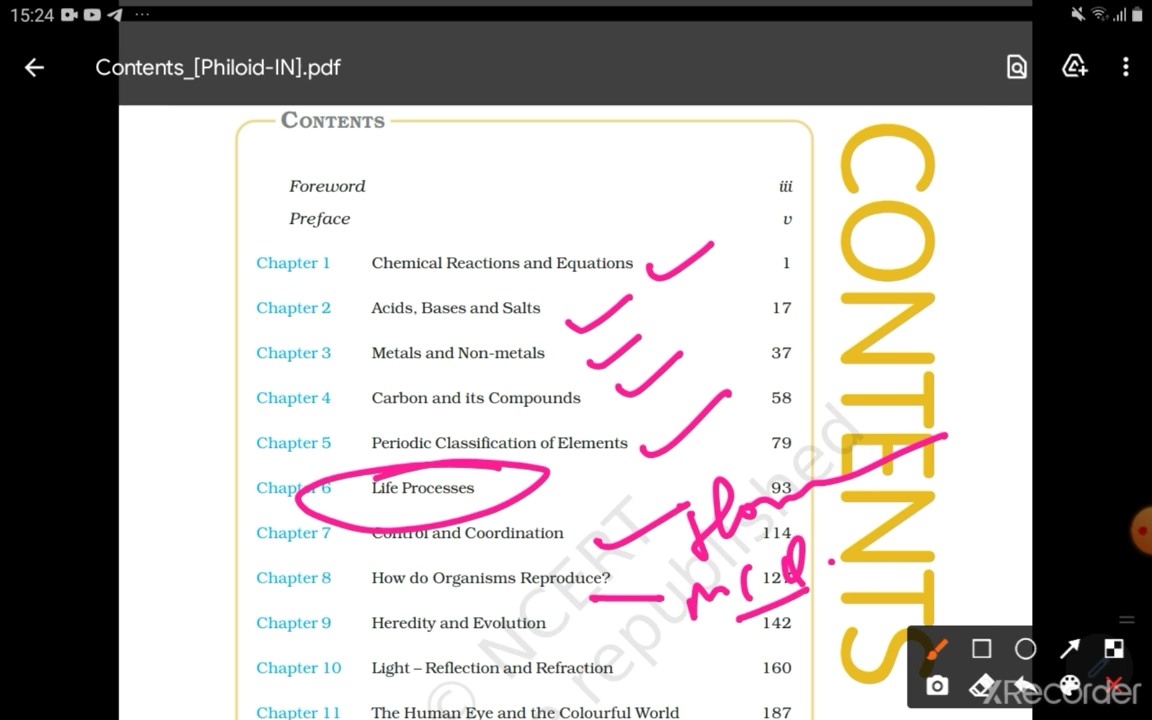 15:24
Contents_[Philoid-IN].pdf
CONTENTS
Foreword iii
Preface v
Chapter 1 Chemical Reactions and Equations 1
Chapter 2 Acids, Bases and Salts 17
Chapter 3 Metals and Non-metals 37
Chapter 4 Carbon and its Compounds 58
Chapter 5 Periodic Classification of Elements 79
Chapter 6 Life Processes 93
Chapter 7 Control and Coordination 114
Chapter 8 How do Organisms Reproduce?
Chapter 9 Heredity and Evolution 142
Chapter 10 Light – Reflection and Refraction 160
Chapter 11 The Human Eye and the Colourful World 187
CONTENTS
© NCERT
republished
XRecorder